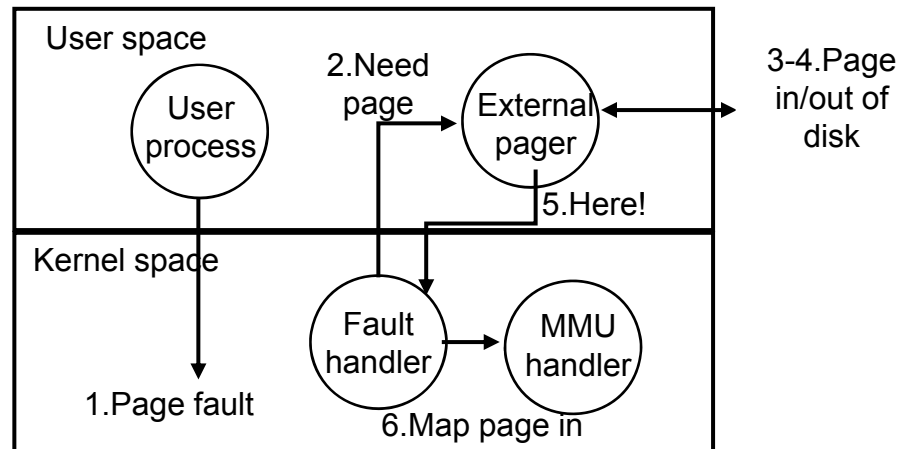 User space
User
process
2.Need
page
External
pager
3-4.Page
in/out of
disk
5.Here!
Kernel space
Fault
handler
MMU
handler
1.Page fault
6.Map page in